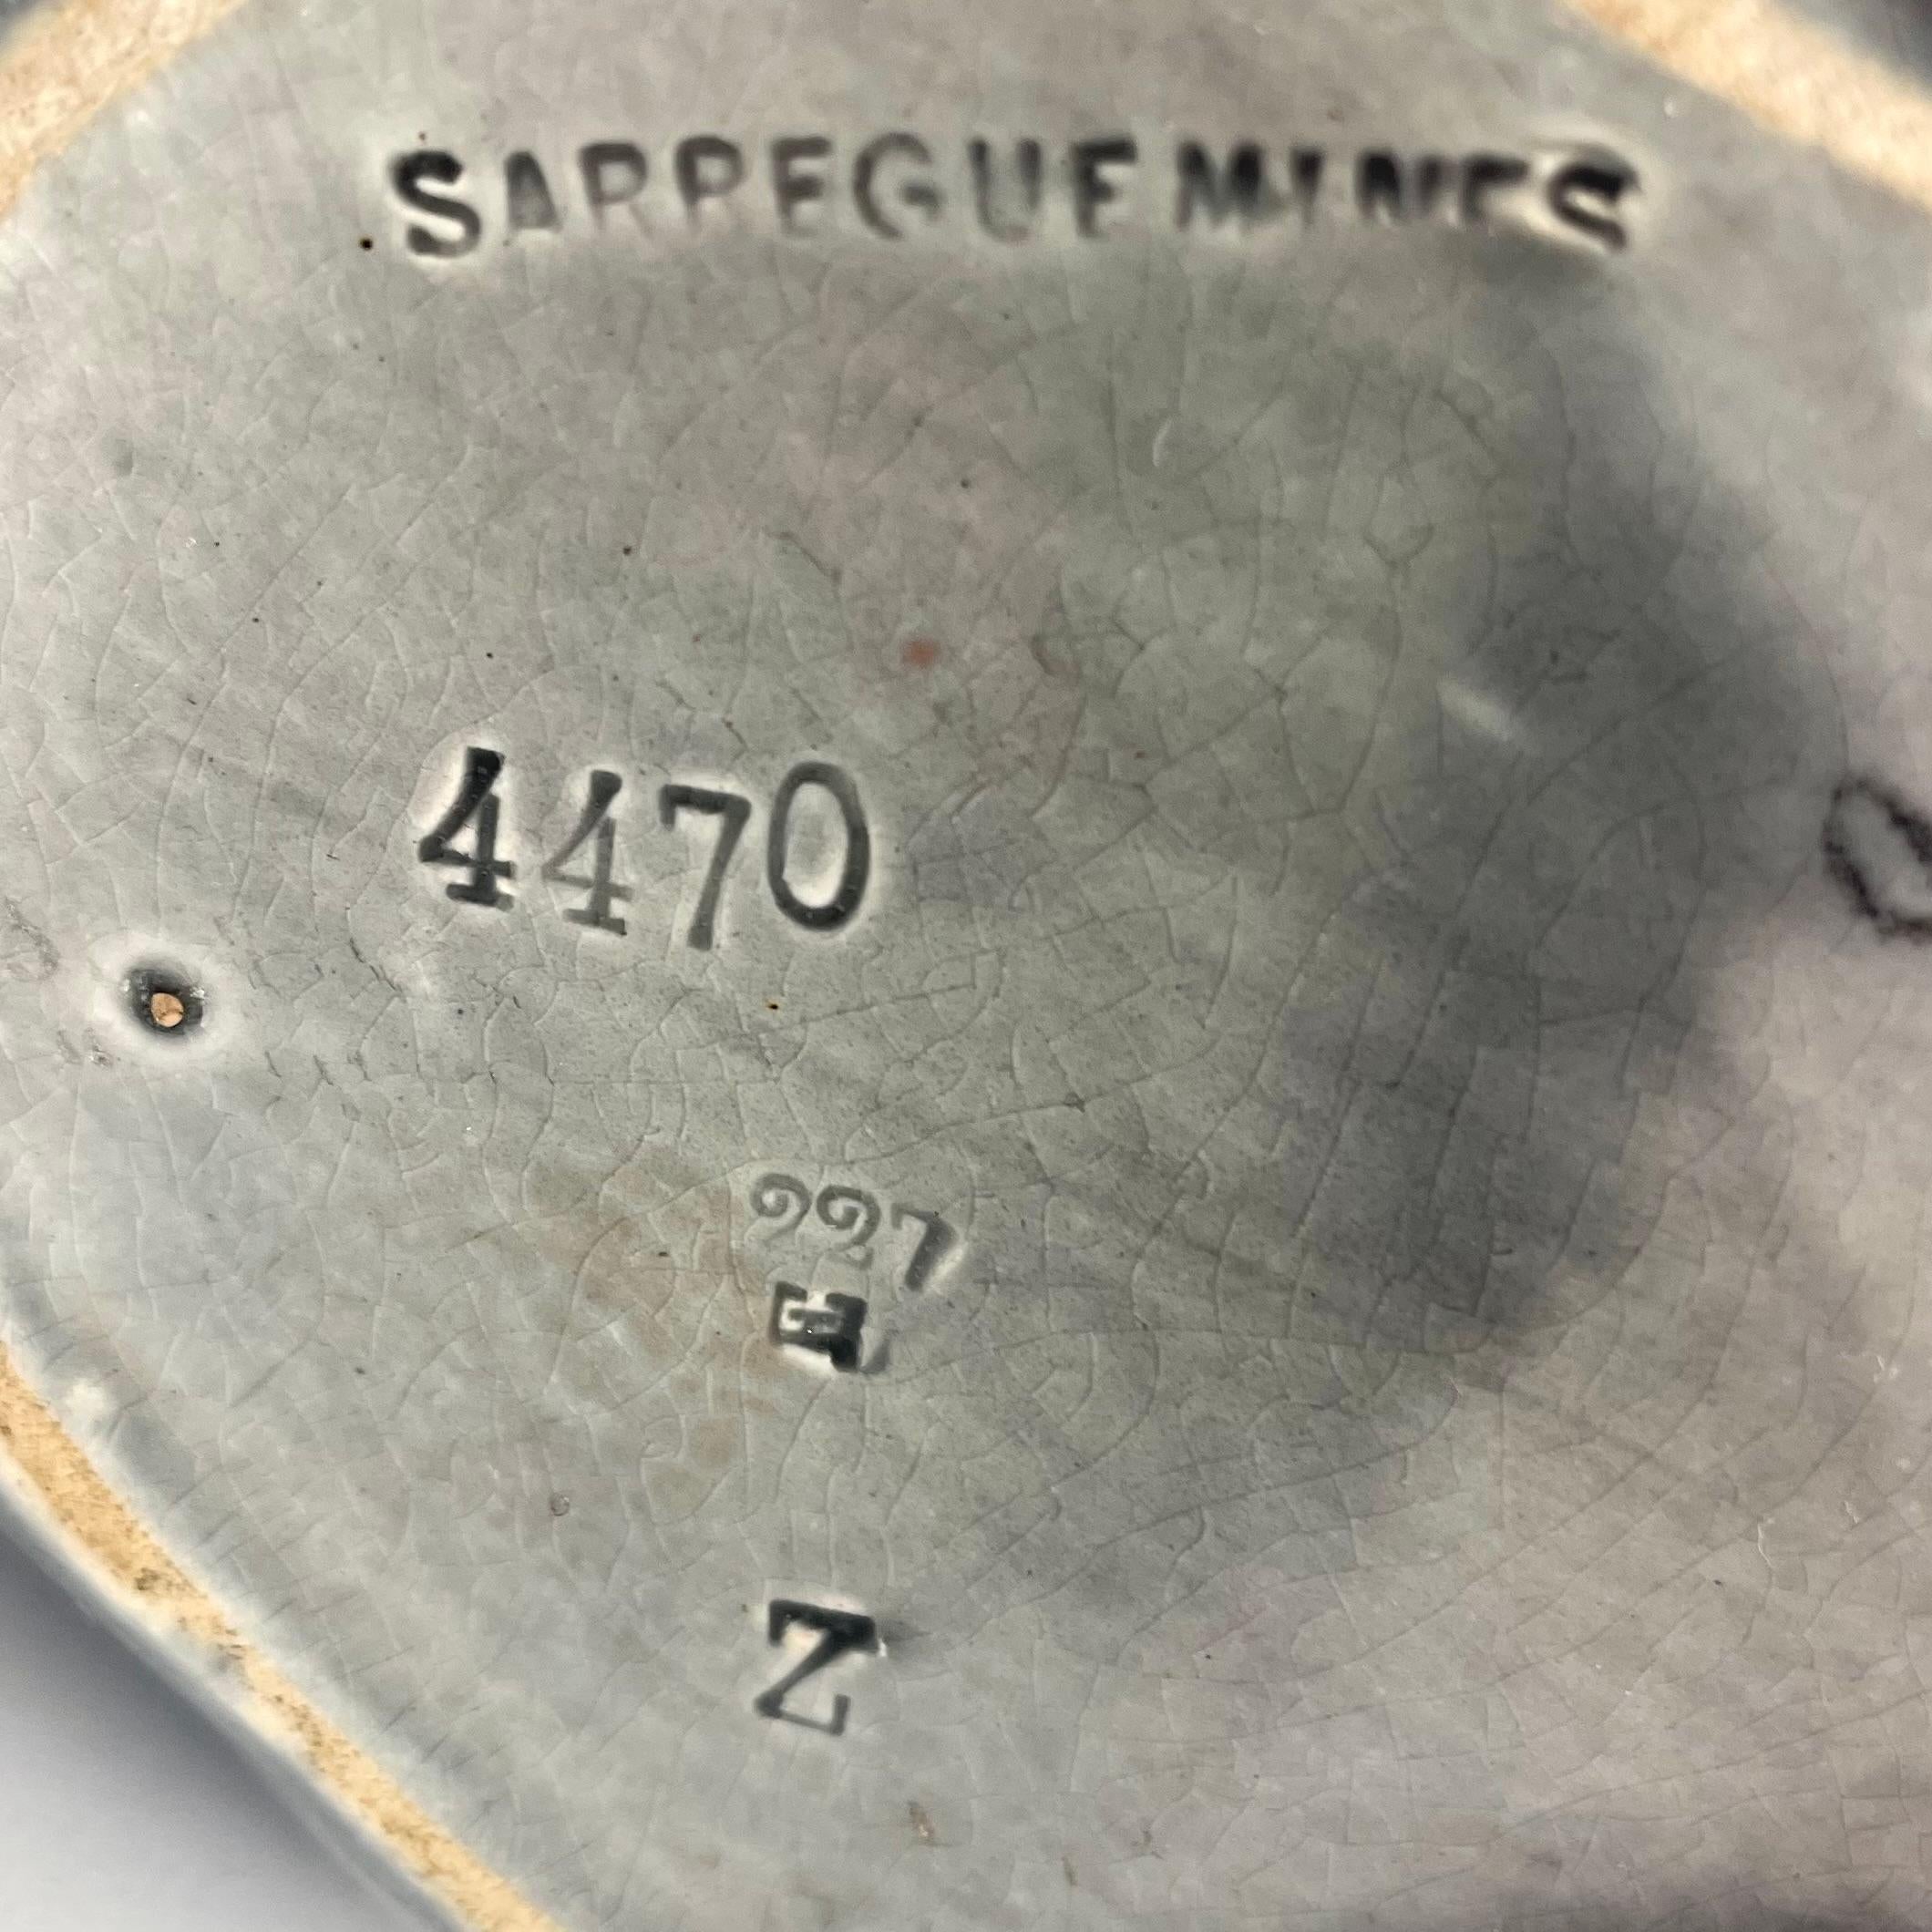 SARREGUEMINES
4470
227
H
Z